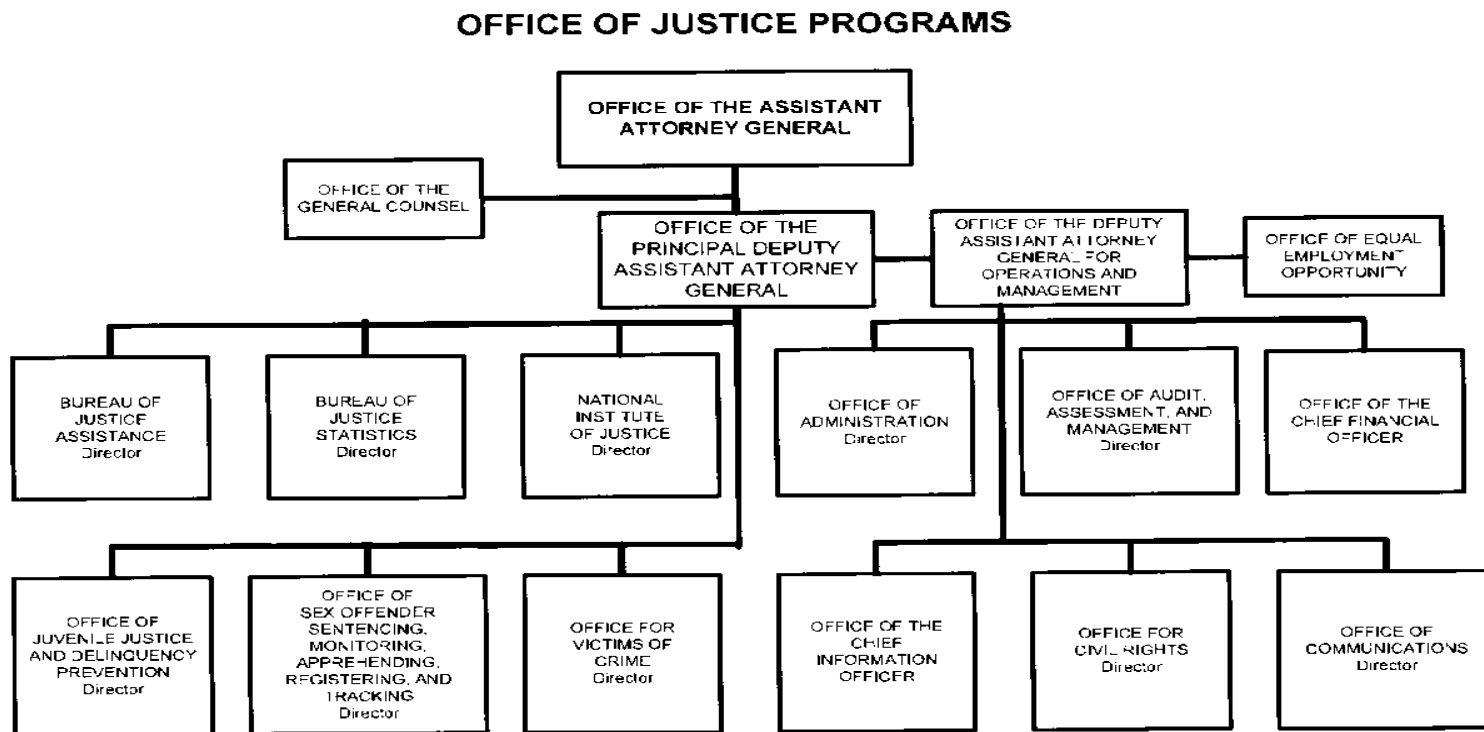 OFFICE OF JUSTICE PROGRAMS
OFFICE OF THE ASSISTANT
ATTORNEY GENERAL
OFFICE OF THE
GENERAL COUNSEL
OFFICE OF THE
PRINCIPAL DEPUTY
ASSISTANT ATTORNEY
GENERAL
OFFICE OF THE DEPUTY
ASSISTANT ATTORNEY
GENERAL FOR
OPERATIONS AND
MANAGEMENT
OFFICE OF EQUAL
EMPLOYMENT
OPPORTUNITY
BUREAU OF
JUSTICE
ASSISTANCE
Director
BUREAU OF
JUSTICE
STATISTICS
Director
NATIONAL
INSTITUTE
OF JUSTICE
Director
OFFICE OF
ADMINISTRATION
Director
OFFICE OF AUDIT,
ASSESSMENT, AND
MANAGEMENT
Director
OFFICE OF THE
CHIEF FINANCIAL
OFFICER
OFFICE OF
JUVENILE JUSTICE
AND DELINQUENCY
PREVENTION
Director
OFFICE OF
SEX OFFENDER
SENTENCING,
MONITORING,
APPREHENDING,
REGISTERING, AND
TRACKING
Director
OFFICE FOR
VICTIMS OF
CRIME
Director
OFFICE OF THE
CHIEF
INFORMATION
OFFICER
OFFICE FOR
CIVIL RIGHTS
Director
OFFICE OF
COMMUNICATIONS
Director